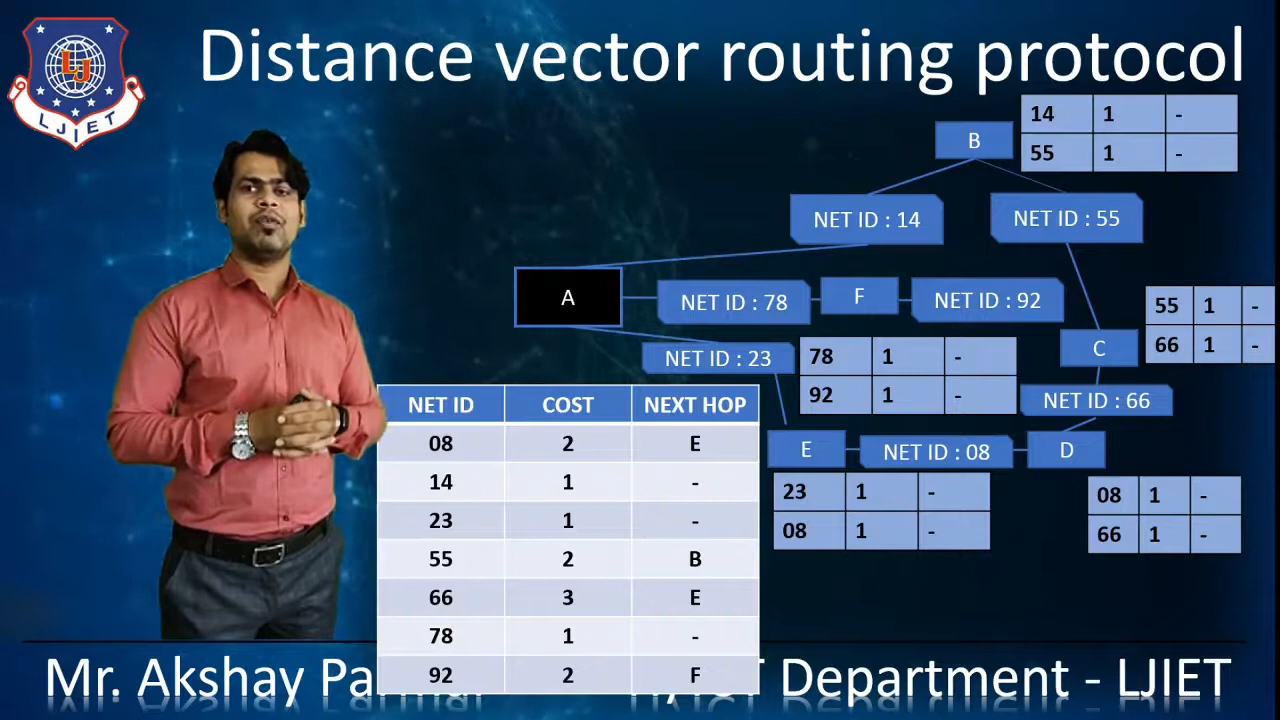 Distance vector routing protocol
LJ
LJIET
B
14 1 -
55 1 -
NET ID : 14
NET ID : 55
A
NET ID : 78
F
NET ID : 92
55 1 -
66 1 -
C
NET ID : 23
78 1 -
92 1 -
NET ID : 66
E
NET ID : 08
D
23 1 -
08 1 -
08 1 -
66 1 -
NET ID COST NEXT HOP
08 2 E
14 1 -
23 1 -
55 2 B
66 3 E
78 1 -
92 2 F
Mr. Akshay
Department - LJIET